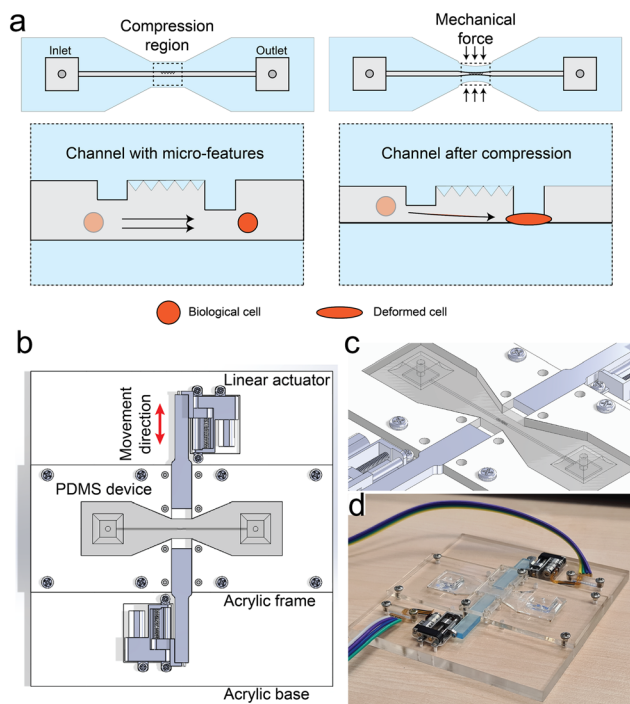 a
Compression
region
Inlet
Outlet
Mechanical
force
Channel with micro-features
Channel after compression
Biological cell
Deformed cell
b
Linear actuator
Movement
direction
PDMS device
Acrylic frame
Acrylic base
c
d